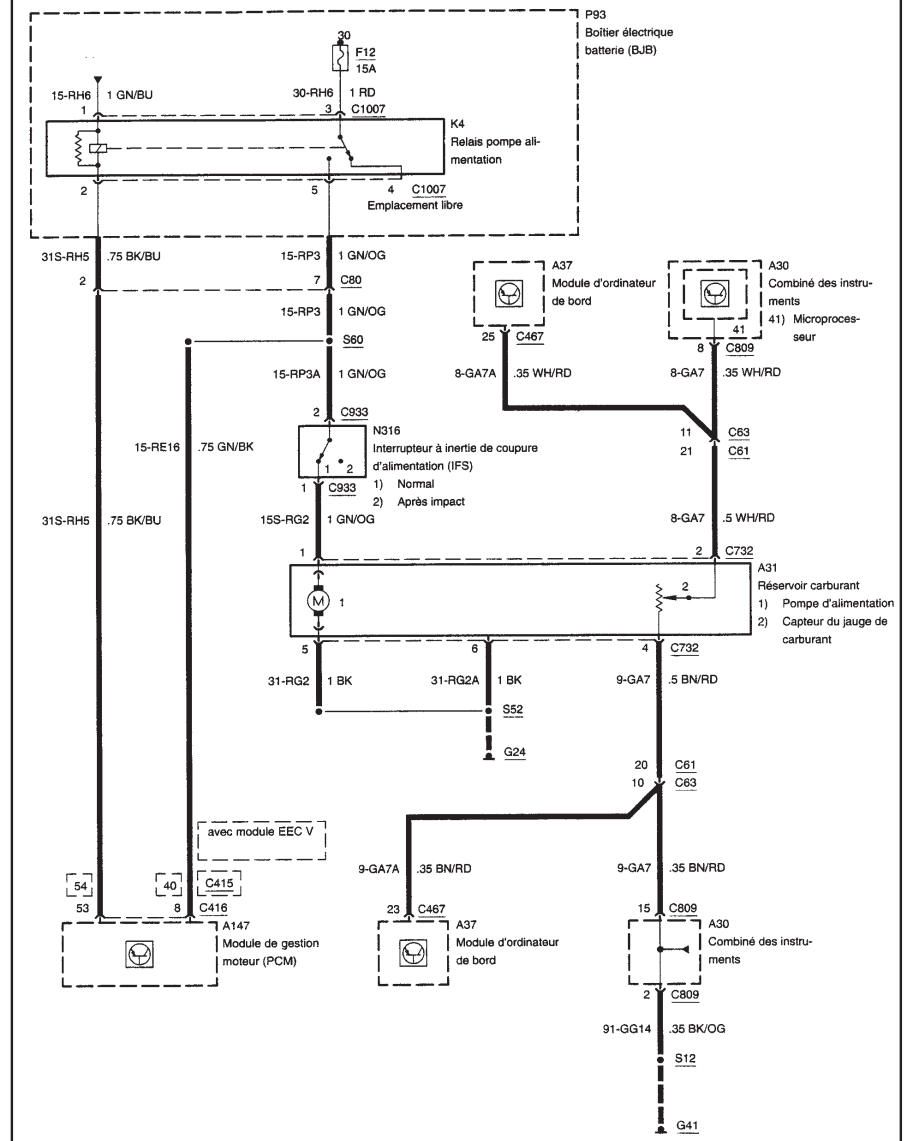 P93
Boîtier électrique
batterie (BJB)
30
F12
15A
15-RH6 1 GN/BU
30-RH6 1 RD
1
3 C1007
K4
Relais pompe ali-
mentation
2
5
4 C1007
Emplacement libre
31S-RH5 .75 BK/BU
15-RP3 1 GN/OG
2
7 C80
15-RP3 1 GN/OG
S60
15-RP3A 1 GN/OG
A37
Module d'ordinateur
de bord
A30
Combiné des instru-
ments
41) Microproces-
seur
41
25 C467
8 C809
8-GA7A .35 WH/RD
8-GA7 .35 WH/RD
2 C933
N316
Interrupteur à inertie de coupure
d'alimentation (IFS)
1) Normal
2) Après impact
1 2
1 C933
11 C63
21 C61
15-RE16 .75 GN/BK
31S-RH5 .75 BK/BU
15S-RG2 1 GN/OG
8-GA7 .5 WH/RD
1
2 C732
A31
Réservoir carburant
1) Pompe d'alimentation
2) Capteur du jauge de
carburant
M 1
2
5
6
4 C732
31-RG2 1 BK
31-RG2A 1 BK
9-GA7 .5 BN/RD
S52
G24
20 C61
10 C63
avec module EEC V
9-GA7A .35 BN/RD
9-GA7 .35 BN/RD
54
40
C415
53
8 C416
23 C467
15 C809
A147
Module de gestion
moteur (PCM)
A37
Module d'ordinateur
de bord
A30
Combiné des instru-
ments
2 C809
91-GG14 .35 BK/OG
S12
G41